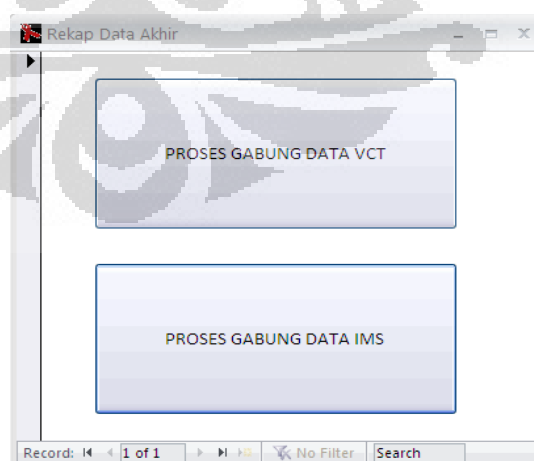 Rekap Data Akhir
PROSES GABUNG DATA VCT
PROSES GABUNG DATA IMS
Record: 1 of 1 No Filter Search